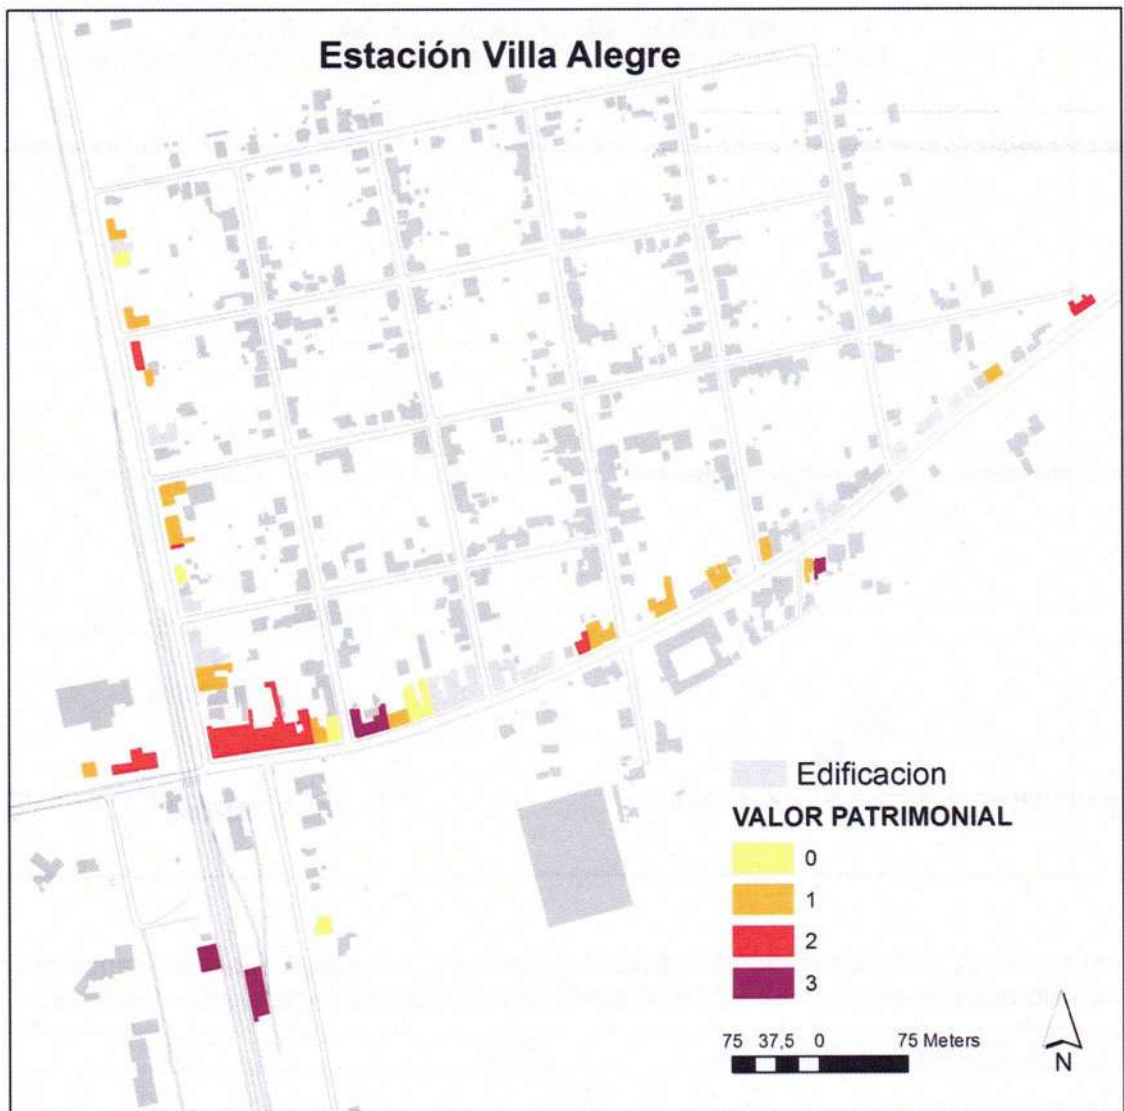 Estación Villa Alegre
Edificacion
VALOR PATRIMONIAL
0
1
2
3
75 37,5 0 75 Meters
N